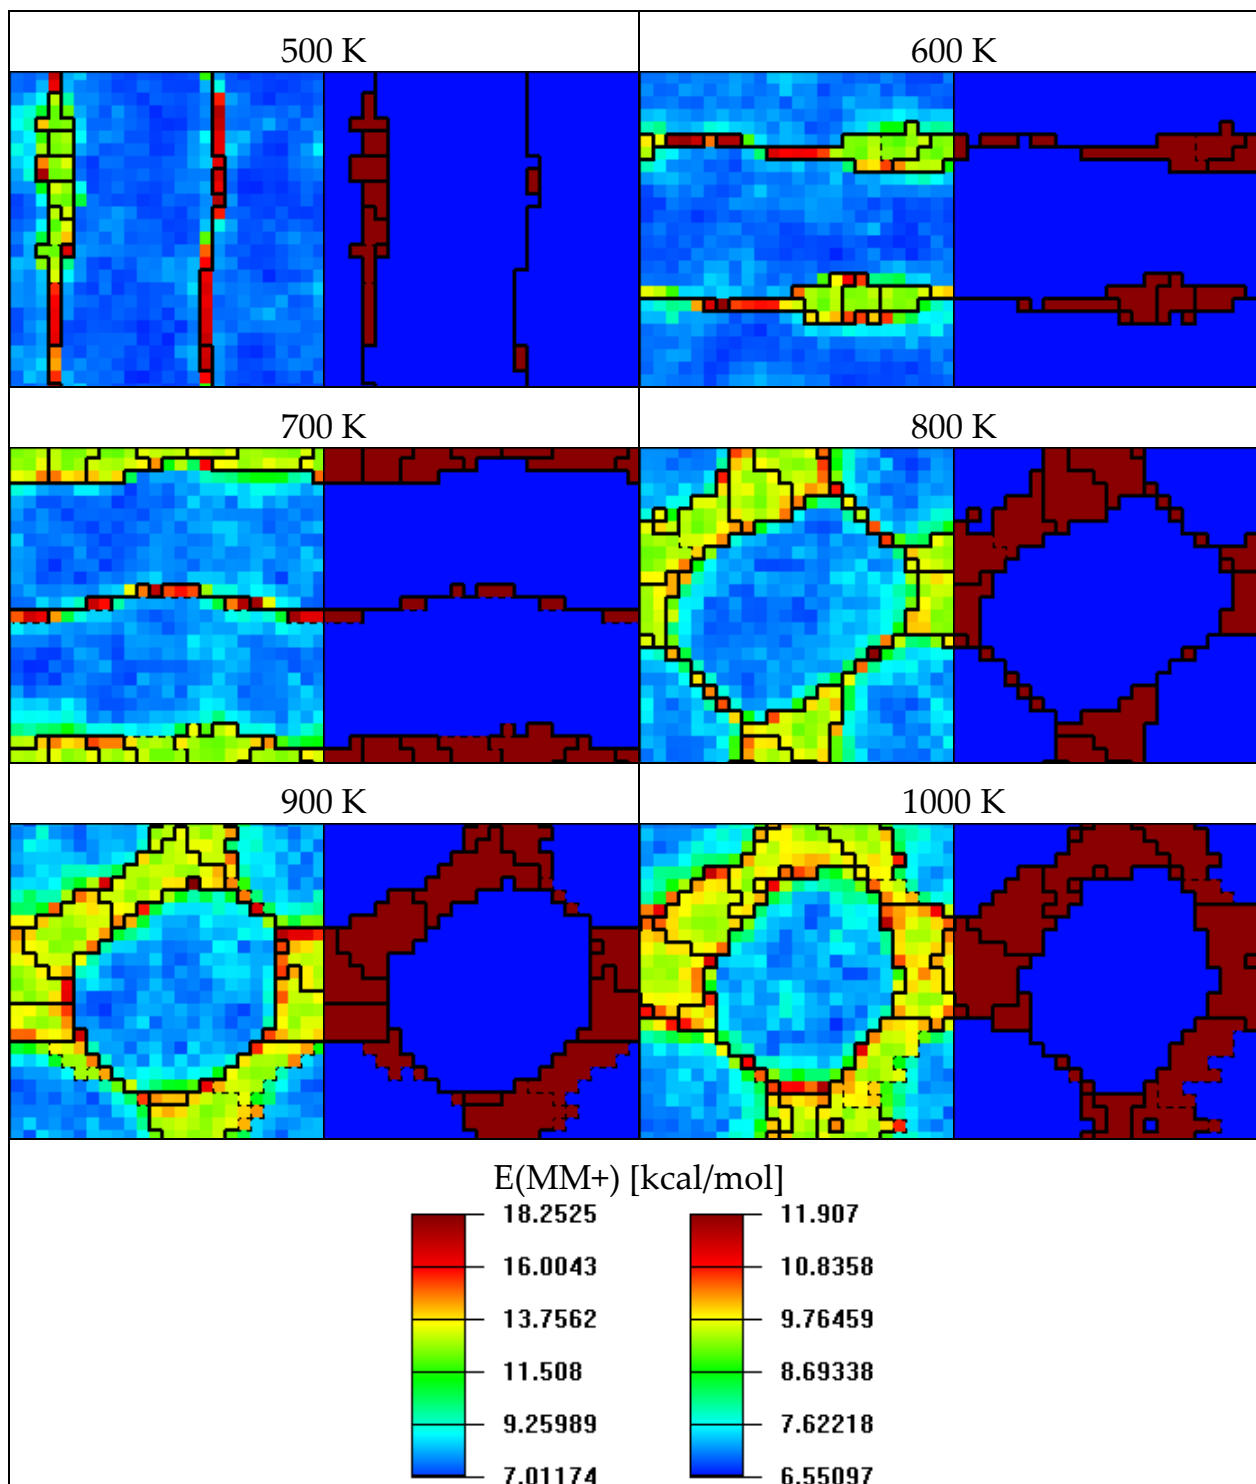 500 K
600 K
700 K
800 K
900 K
1000 K
E(MM+) [kcal/mol]
18.2525 11.907
16.0043 10.8358
13.7562 9.76459
11.508 8.69338
9.25989 7.62218
7.01174 6.55097